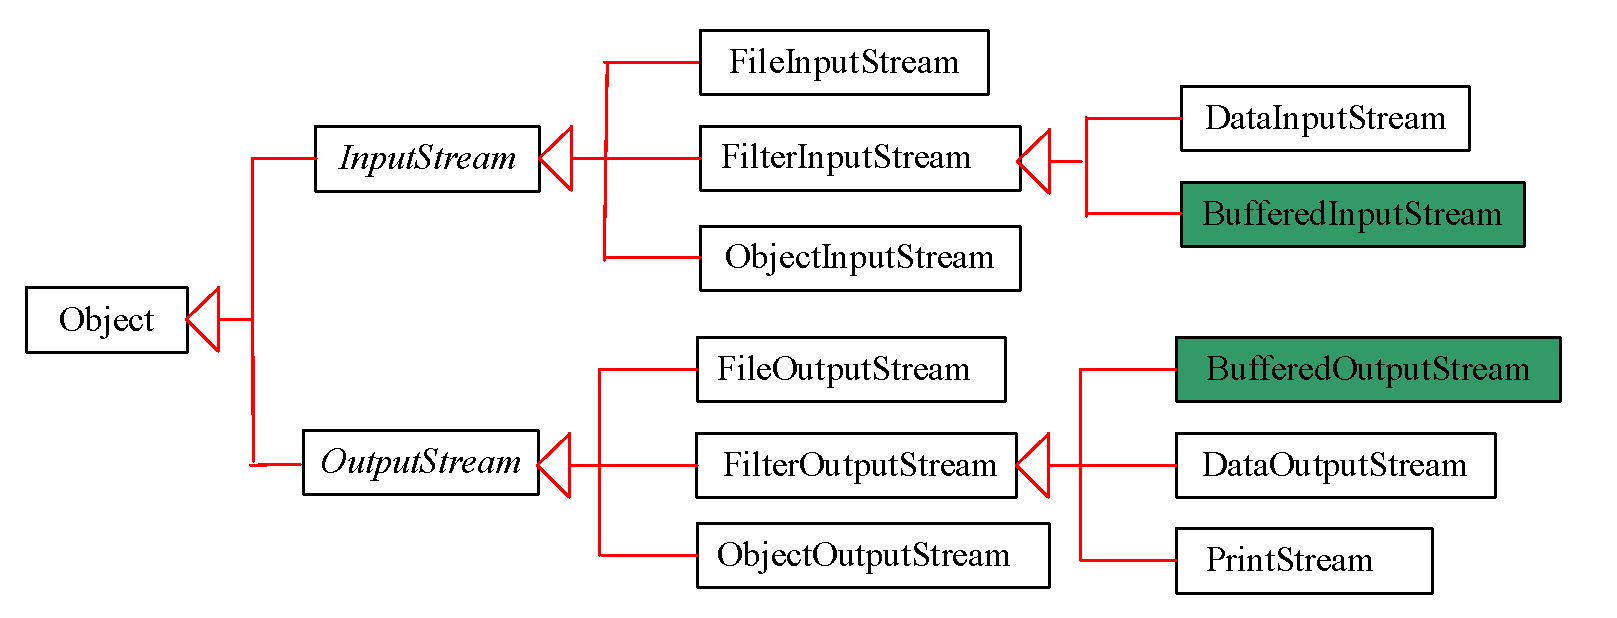 FileInputStream
DataInputStream
InputStream
FilterInputStream
BufferedInputStream
ObjectInputStream
Object
FileOutputStream
BufferedOutputStream
OutputStream
FilterOutputStream
DataOutputStream
ObjectOutputStream
PrintStream